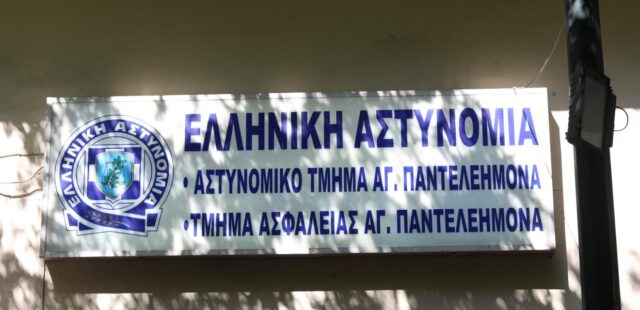 ΕΛΛΗΝΙΚΗ ΑΣΤΥΝΟΜΙΑ
ΕΛΛΗΝΙΚΗ ΑΣΤΥΝΟΜΙΑ
• ΑΣΤΥΝΟΜΙΚΟ ΤΜΗΜΑ ΑΓ. ΠΑΝΤΕΛΕΗΜΟΝΑ
• ΤΜΗΜΑ ΑΣΦΑΛΕΙΑΣ ΑΓ. ΠΑΝΤΕΛΕΗΜΟΝΑ